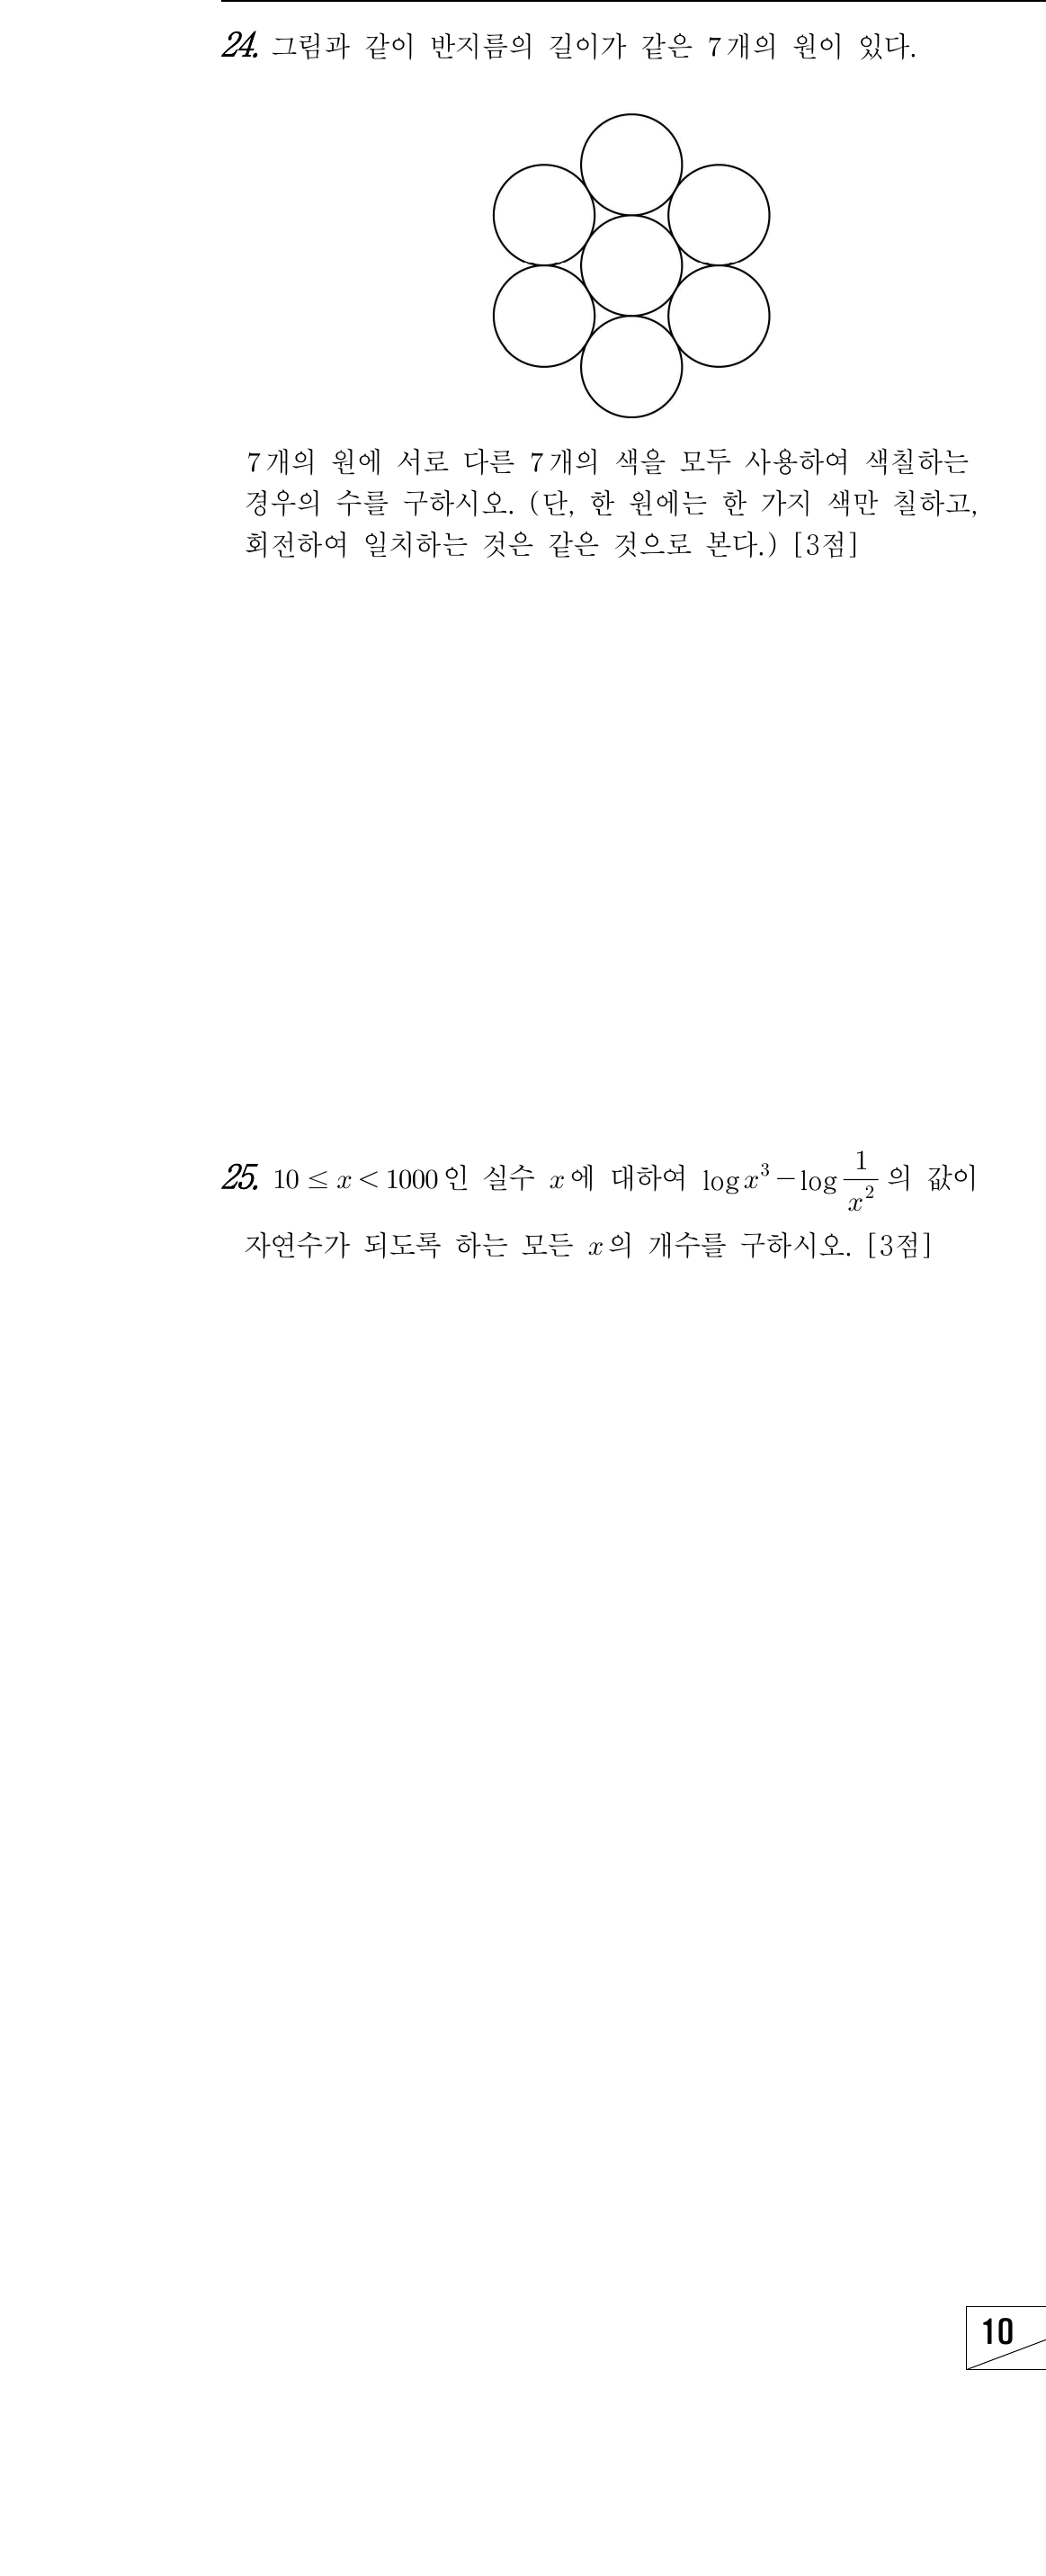 24. 그림과 같이 반지름의 길이가 같은 7개의 원이 있다.
7개의 원에 서로 다른 7개의 색을 모두 사용하여 색칠하는
경우의 수를 구하시오. (단, 한 원에는 한 가지 색만 칠하고,
회전하여 일치하는 것은 같은 것으로 본다.) [3점]
25. 10 ≤ x < 1000인 실수 x에 대하여 log x³ − log 1/x² 의 값이
자연수가 되도록 하는 모든 x의 개수를 구하시오. [3점]
10